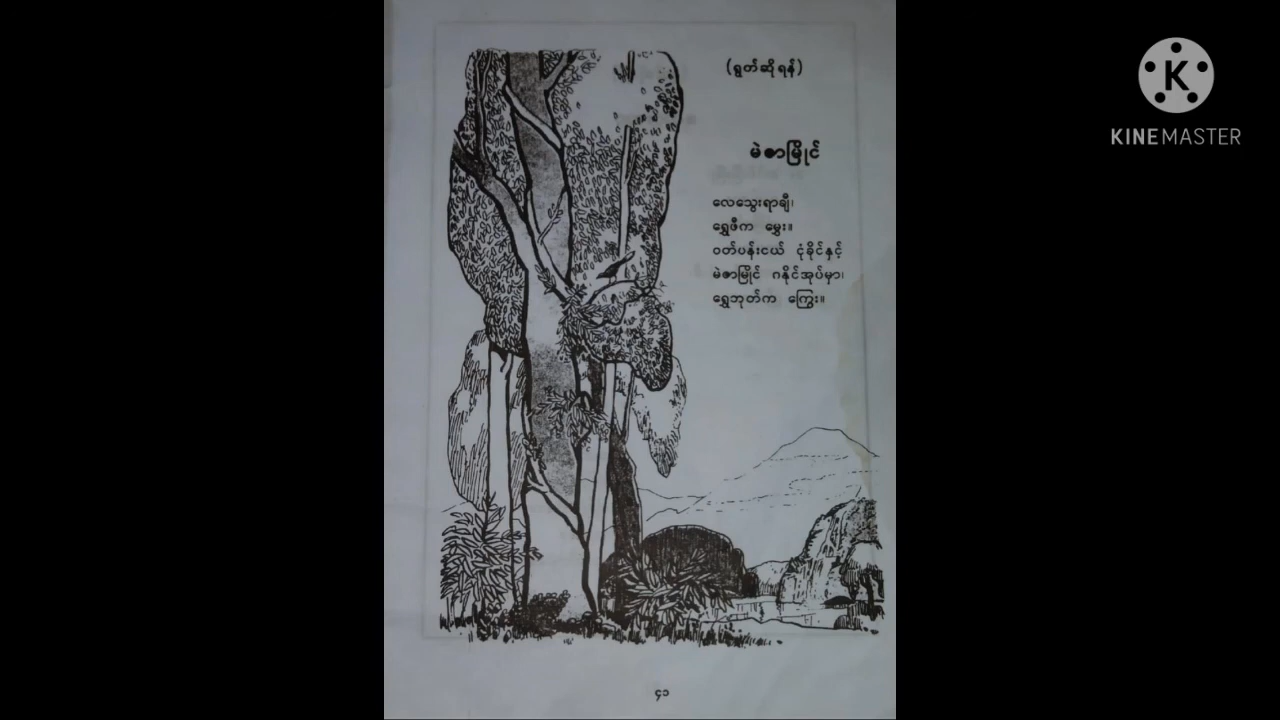 (ရွတ်ဆိုရန်)
မဲဇာမြိုင်
လေသွေးရာချီ၊
ရွှေဖီက မွှေး။
ဝတ်ပန်းငယ် ငုံခိုင်နှင့်
မဲဇာမြိုင် ဂနိုင်အုပ်မှာ၊
ရွှေဘုတ်က ကြွေး။
၄၁
KINEMASTER